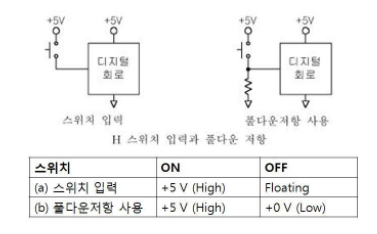 +5V +5V +5V +5V
디지털 디지털
회로 회로
스위치 입력 풀다운저항 사용
H 스위치 입력과 풀다운 저항
스위치 ON OFF
(a) 스위치 입력 +5 V (High) Floating
(b) 풀다운저항 사용 +5 V (High) +0 V (Low)